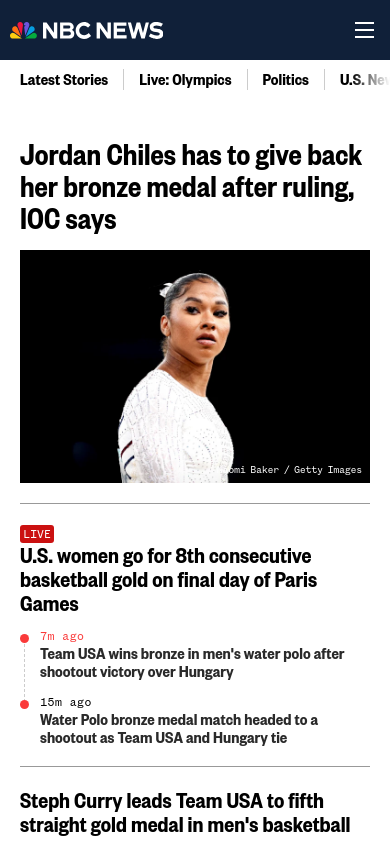 NBC NEWS
Latest Stories
Live: Olympics
Politics
U.S.
Jordan Chiles has to give back
her bronze medal after ruling,
IOC says
Baker / Getty Images
LIVE
U.S. women go for 8th consecutive
basketball gold on final day of Paris
Games
7m ago
Team USA wins bronze in men's water polo after
shootout victory over Hungary
15m ago
Water Polo bronze medal match headed to a
shootout as Team USA and Hungary tie
Steph Curry leads Team USA to fifth
straight gold medal in men's basketball